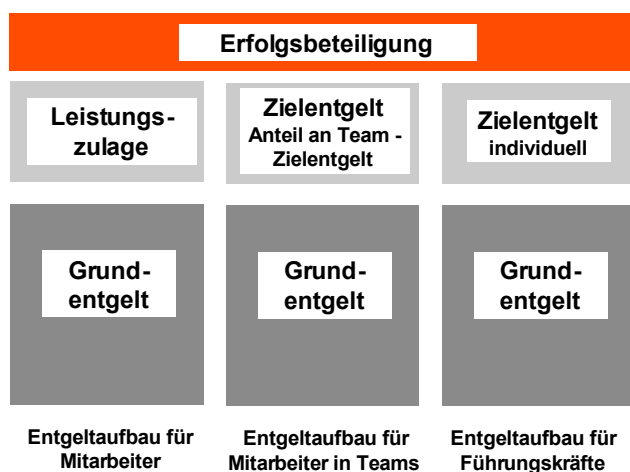 Erfolgsbeteiligung
Leistungs-
zulage
Zielentgelt
Anteil an Team -
Zielentgelt
Zielentgelt
individuell
Grund-
entgelt
Grund-
entgelt
Grund-
entgelt
Entgeltaufbau für
Mitarbeiter
Entgeltaufbau für
Mitarbeiter in Teams
Entgeltaufbau für
Führungskräfte